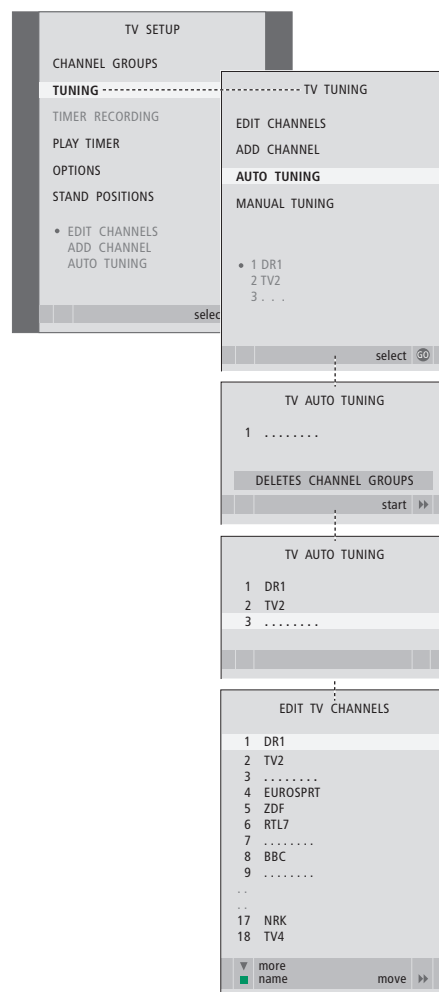 TV SETUP
CHANNEL GROUPS
TUNING
TIMER RECORDING
PLAY TIMER
OPTIONS
STAND POSITIONS
• EDIT CHANNELS
ADD CHANNEL
AUTO TUNING
selec
TV TUNING
EDIT CHANNELS
ADD CHANNEL
AUTO TUNING
MANUAL TUNING
• 1 DR1
2 TV2
3 . . .
select GO
TV AUTO TUNING
1 ........
DELETES CHANNEL GROUPS
start
TV AUTO TUNING
1 DR1
2 TV2
3 ........
EDIT TV CHANNELS
1 DR1
2 TV2
3 ........
4 EUROSPRT
5 ZDF
6 RTL7
7 ........
8 BBC
9 ........
. .
. .
17 NRK
18 TV4
more
name move